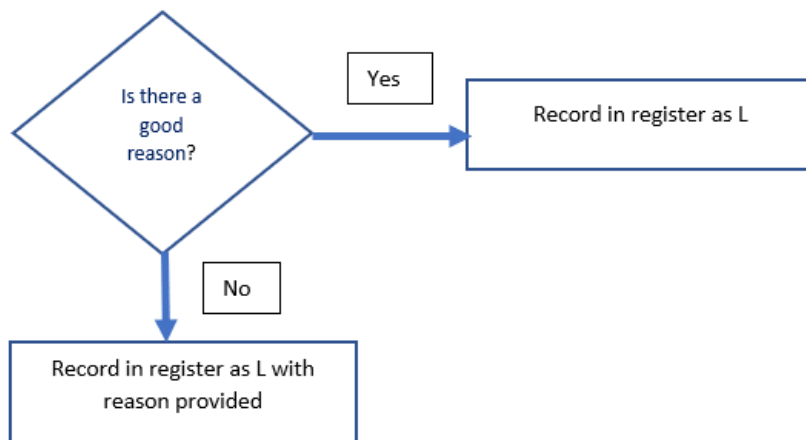 Is there a
good
reason?
Yes
Record in register as L
No
Record in register as L with
reason provided